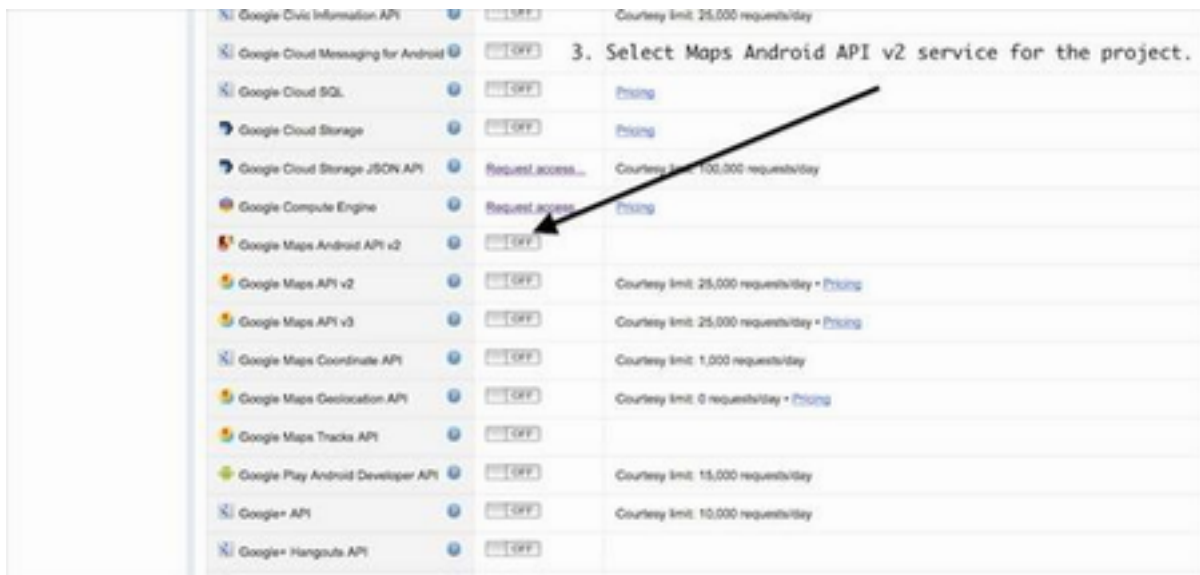 Google Civic Information API OFF Courtesy limit: 25,000 requests/day
Google Cloud Messaging for Android OFF 3. Select Maps Android API v2 service for the project.
Google Cloud SQL OFF Pricing
Google Cloud Storage OFF Pricing
Google Cloud Storage JSON API Request access... Courtesy limit: 100,000 requests/day
Google Compute Engine Request access... Pricing
Google Maps Android API v2 OFF
Google Maps API v2 OFF Courtesy limit: 25,000 requests/day • Pricing
Google Maps API v3 OFF Courtesy limit: 25,000 requests/day • Pricing
Google Maps Coordinate API OFF Courtesy limit: 1,000 requests/day
Google Maps Geolocation API OFF Courtesy limit: 0 requests/day • Pricing
Google Maps Tracks API OFF
Google Play Android Developer API OFF Courtesy limit: 15,000 requests/day
Google+ API OFF Courtesy limit: 10,000 requests/day
Google+ Hangouts API OFF